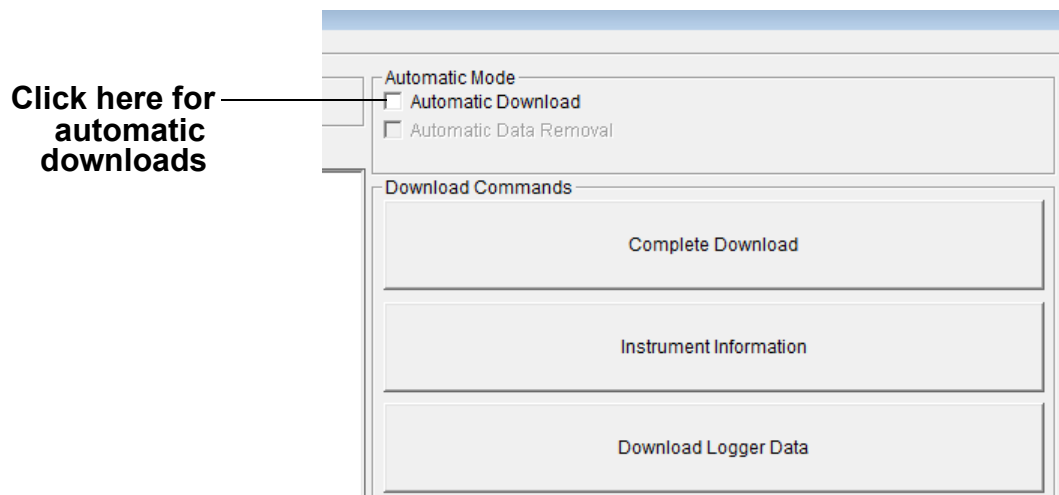 Click here for
automatic
downloads
Automatic Mode
Automatic Download
Automatic Data Removal
Download Commands
Complete Download
Instrument Information
Download Logger Data